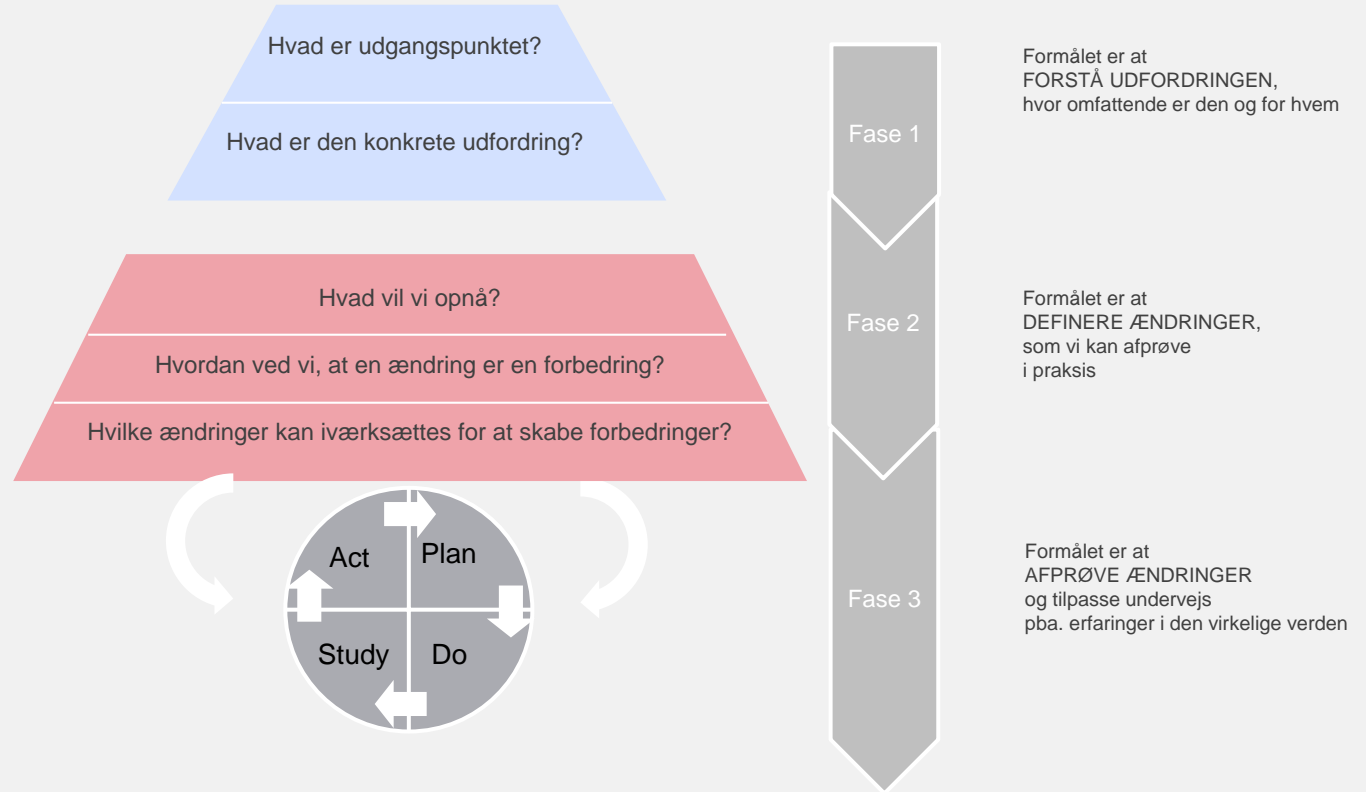 Hvad er udgangspunktet?
Hvad er den konkrete udfordring?
Fase 1
Formålet er at
FORSTÅ UDFORDRINGEN,
hvor omfattende er den og for hvem
Hvad vil vi opnå?
Hvordan ved vi, at en ændring er en forbedring?
Hvilke ændringer kan iværksættes for at skabe forbedringer?
Fase 2
Formålet er at
DEFINERE ÆNDRINGER,
som vi kan afprøve
i praksis
Act
Plan
Study
Do
Fase 3
Formålet er at
AFPRØVE ÆNDRINGER
og tilpasse undervejs
pba. erfaringer i den virkelige verden